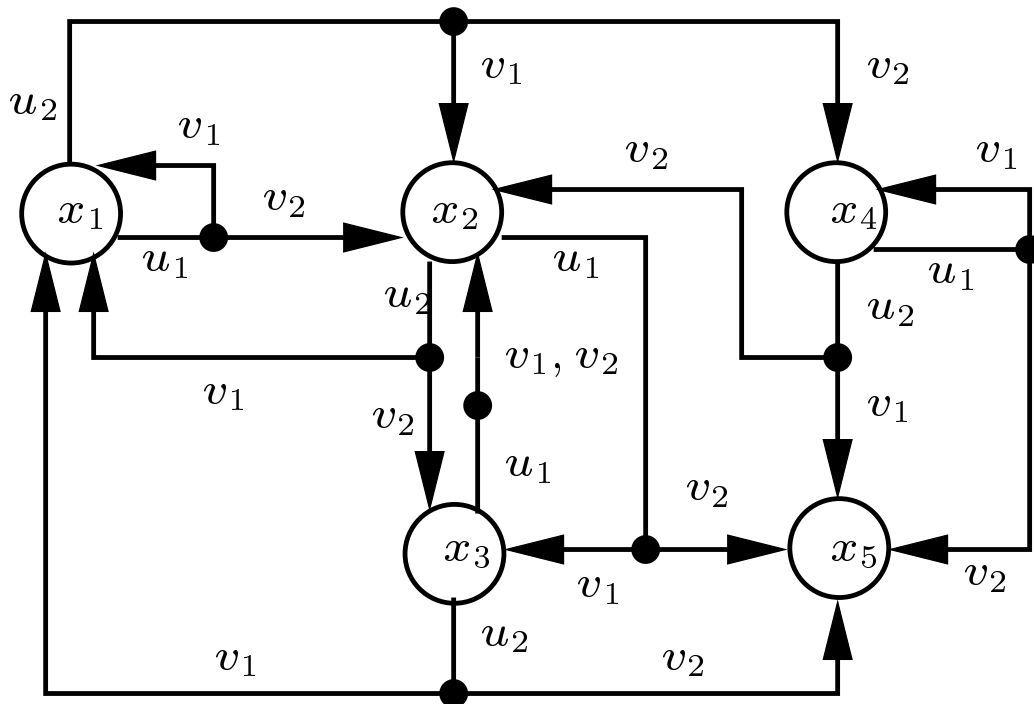 v₁
v₂
u₂
v₁
v₂
v₁
v₂
x₁
x₂
x₄
u₁
u₁
u₁
u₂
u₂
v₁, v₂
v₁
v₂
v₁
u₁
v₂
x₃
x₅
v₁
v₂
u₂
v₁
v₂